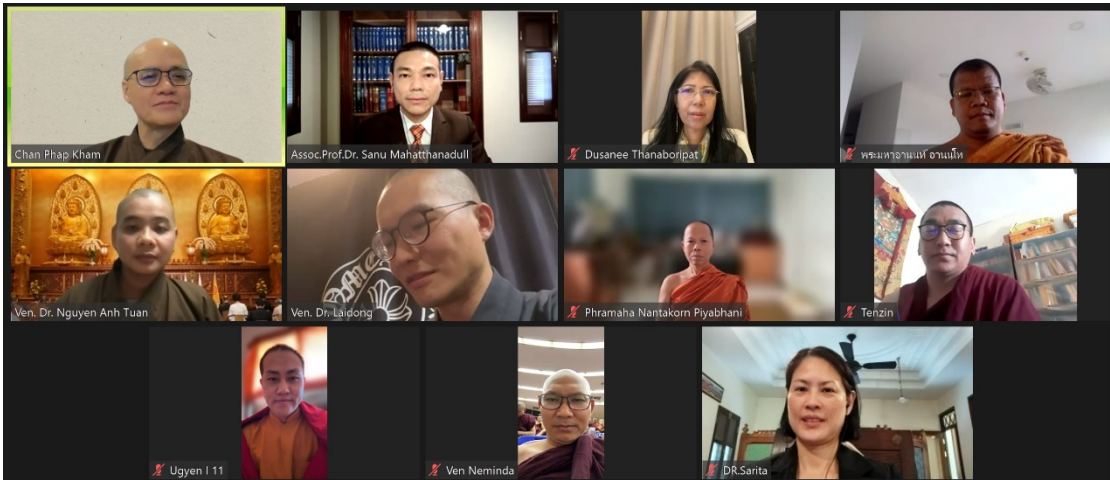 Chan Phap Kham
Assoc.Prof.Dr. Sanu Mahatthanadull
Dusanee Thanaboripat
พระมหาอานนท์ อานนฺโท
Ven. Dr. Nguyen Anh Tuan
Ven. Dr. Laidong
Phramaha Nantakorn Piyabhani
Tenzin
Ugyen l 11
Ven Neminda
DR.Sarita